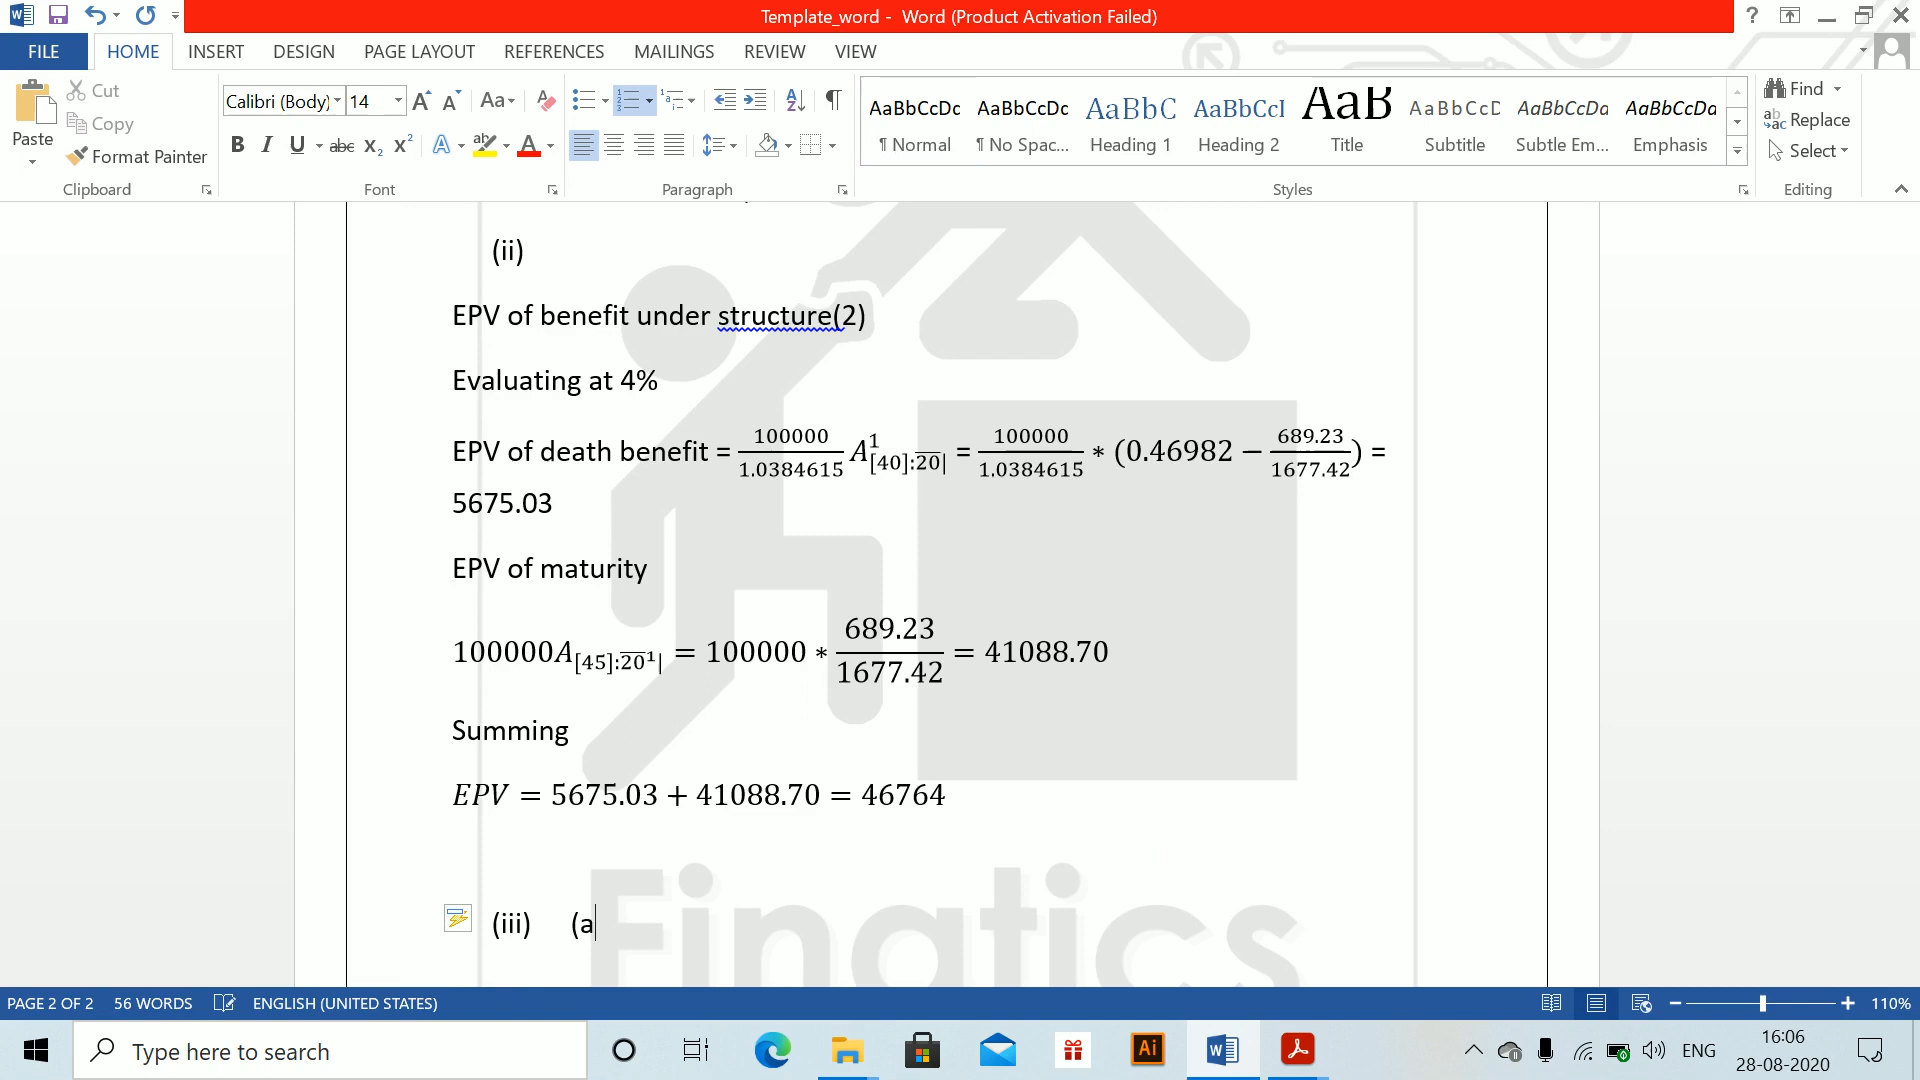 Template_word - Word (Product Activation Failed)
?
FILE HOME INSERT DESIGN PAGE LAYOUT REFERENCES MAILINGS REVIEW VIEW
Paste
Cut
Copy
Format Painter
Clipboard
Calibri (Body) 14
Font
Paragraph
AaBbCcDc AaBbCcDc AaBbC AaBbCcI AaB AaBbCcD AaBbCcDa AaBbCcDa
¶ Normal ¶ No Spac... Heading 1 Heading 2 Title Subtitle Subtle Em... Emphasis
Styles
Find
Replace
Select
Editing
(ii)
EPV of benefit under structure(2)
Evaluating at 4%
EPV of death benefit = 100000/1.0384615 A^1_[40]:20| = 100000/1.0384615 * (0.46982 − 689.23/1677.42) =
5675.03
EPV of maturity
100000A_[45]:20^1| = 100000 * 689.23/1677.42 = 41088.70
Summing
EPV = 5675.03 + 41088.70 = 46764
(iii) (a
Finatics
PAGE 2 OF 2 56 WORDS ENGLISH (UNITED STATES) 110%
Type here to search
Ai
ENG
16:06
28-08-2020